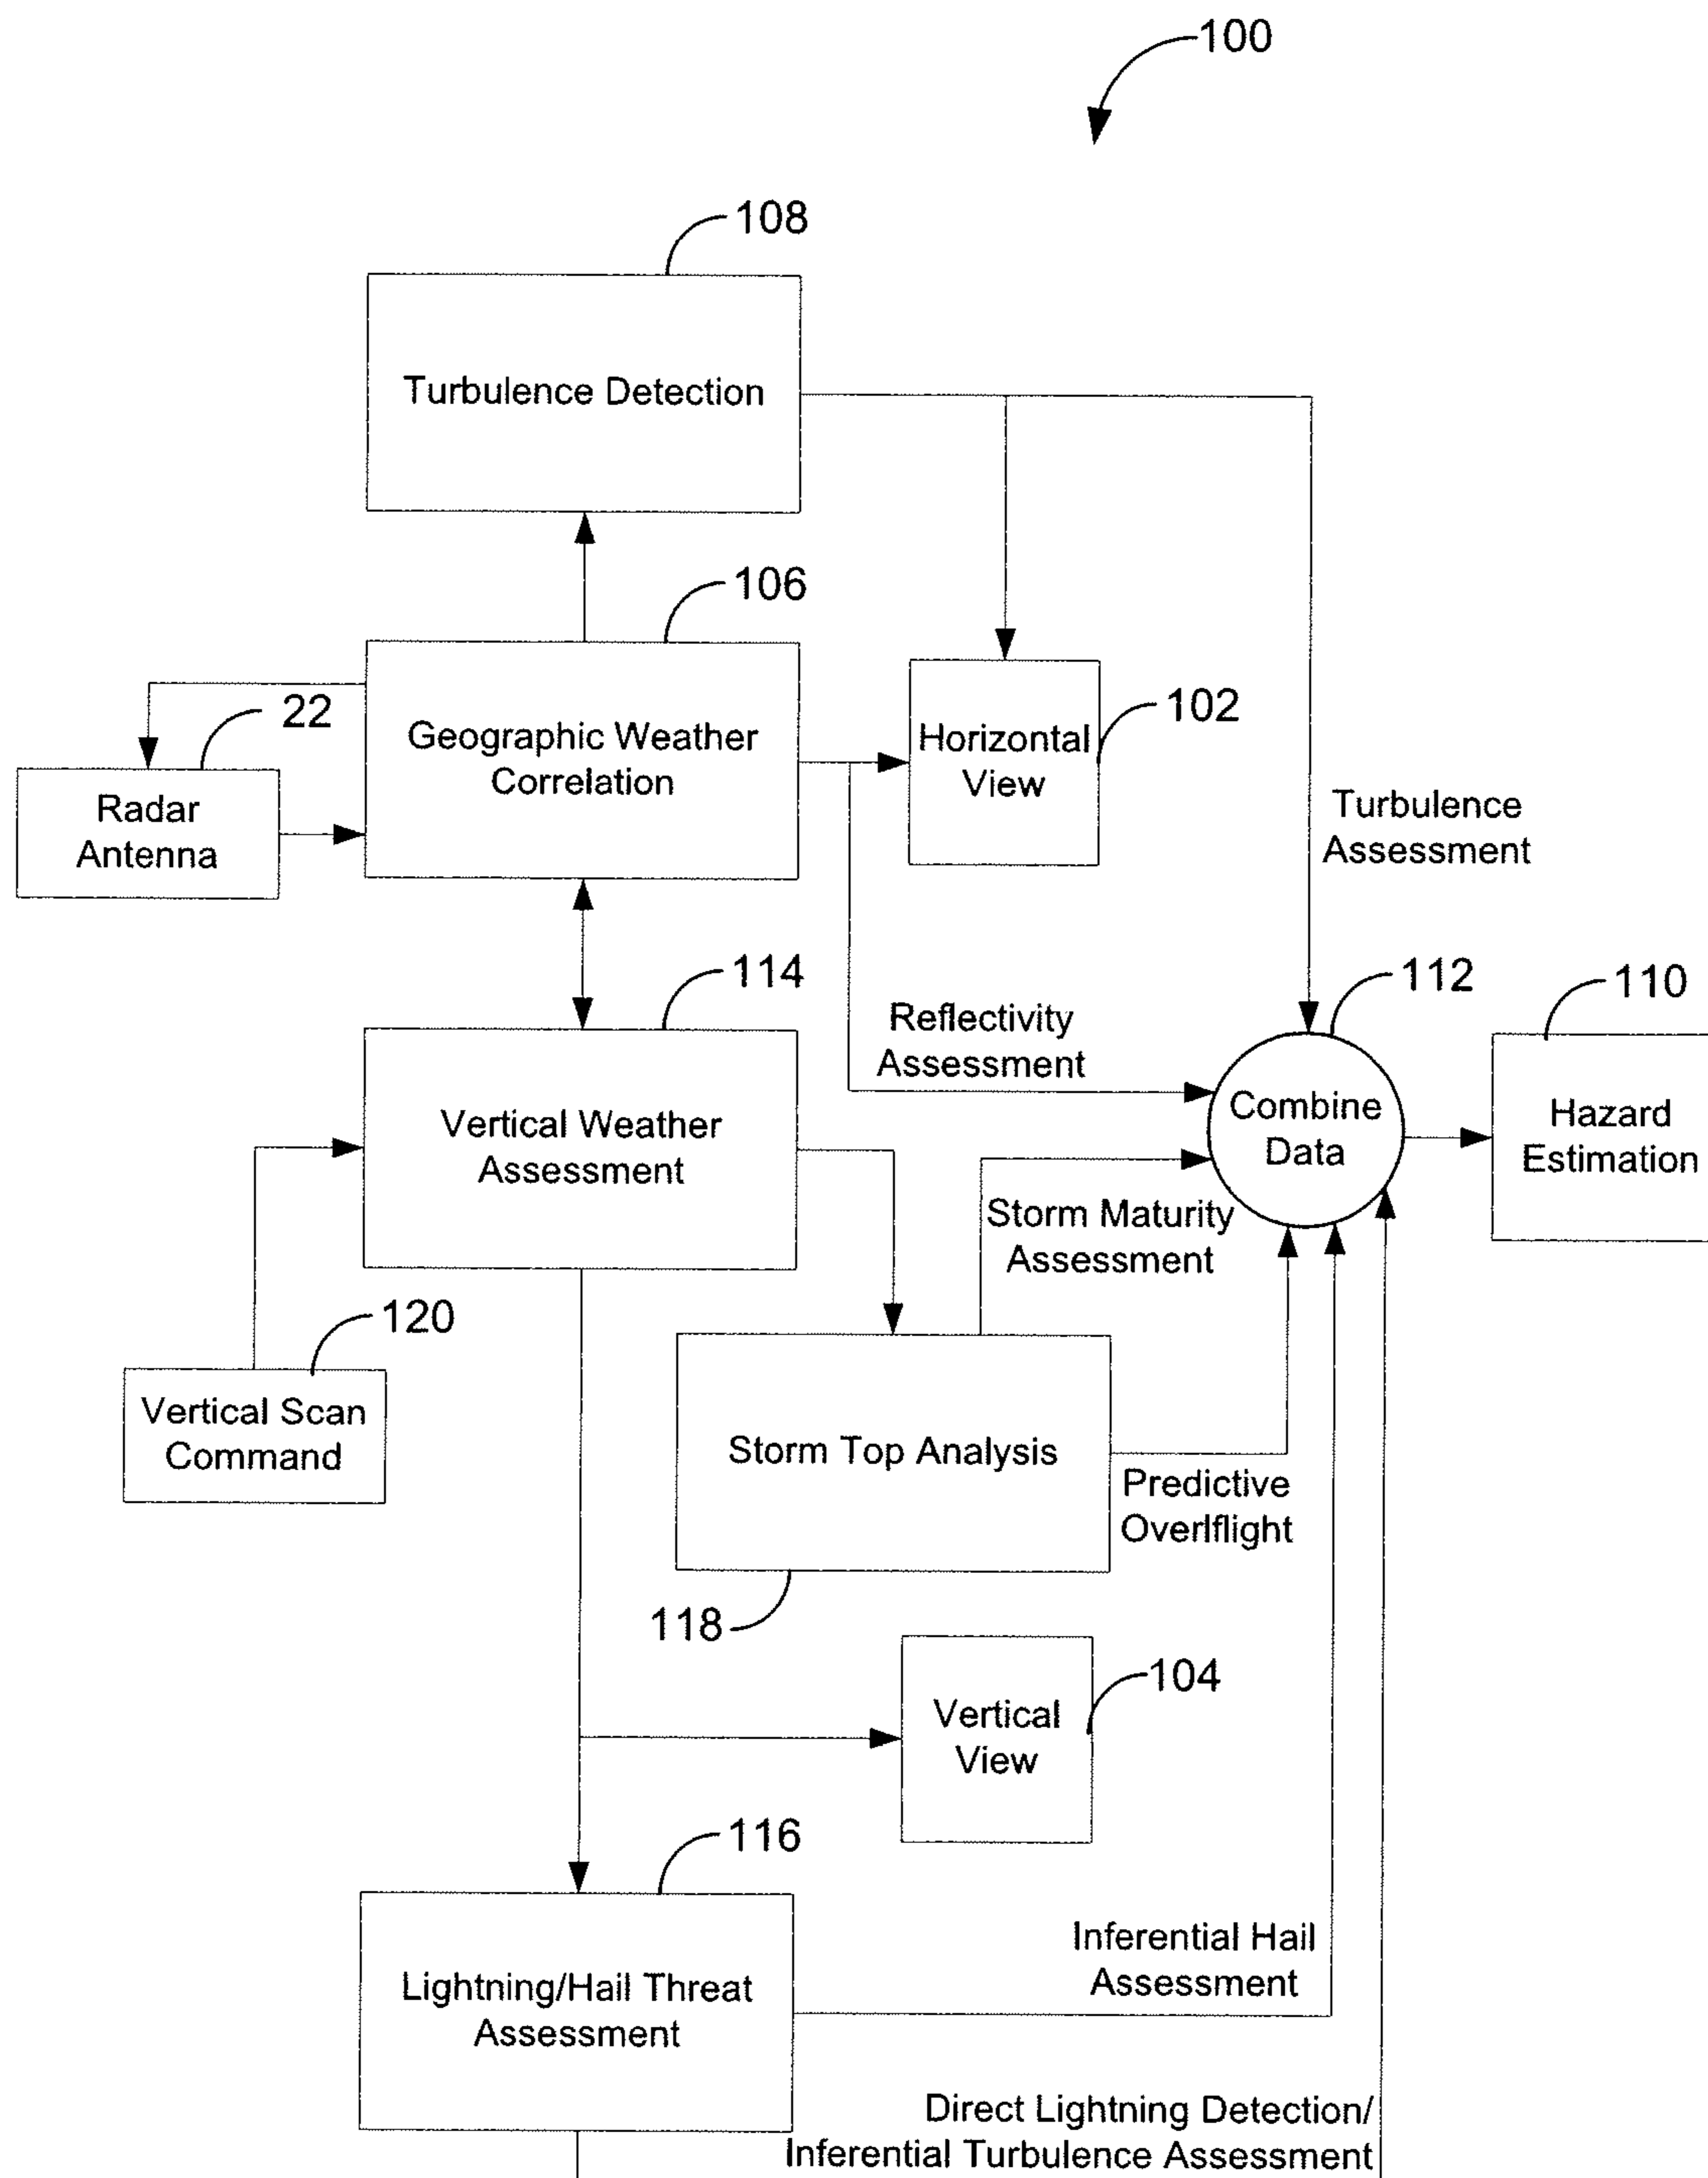 100
108
Turbulence Detection
106
22
Geographic Weather
Correlation
Radar
Antenna
102
Horizontal
View
Turbulence
Assessment
114
112
110
Reflectivity
Assessment
Combine
Data
Hazard
Estimation
Vertical Weather
Assessment
Storm Maturity
Assessment
120
Vertical Scan
Command
Storm Top Analysis
Predictive
Overlflight
118
104
Vertical
View
116
Lightning/Hail Threat
Assessment
Inferential Hail
Assessment
Direct Lightning Detection/
Inferential Turbulence Assessment